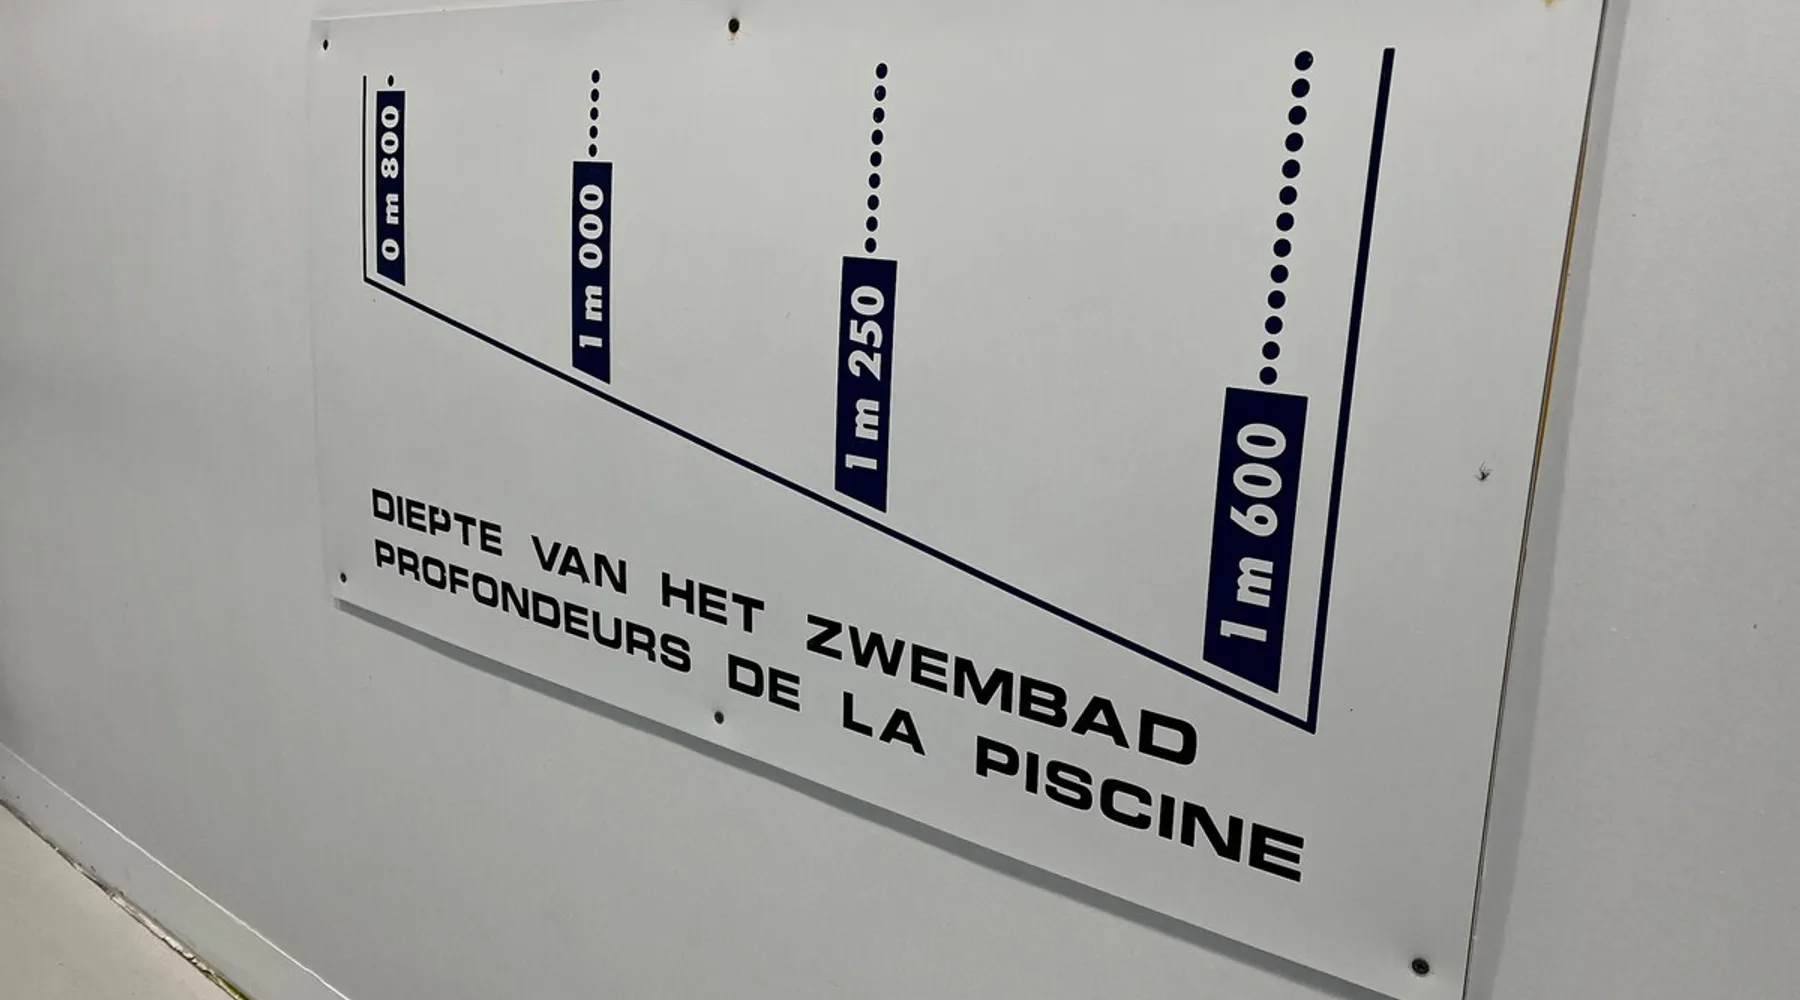 0 m 800
1 m 000
1 m 250
1 m 600
DIEPTE VAN HET ZWEMBAD
PROFONDEURS DE LA PISCINE